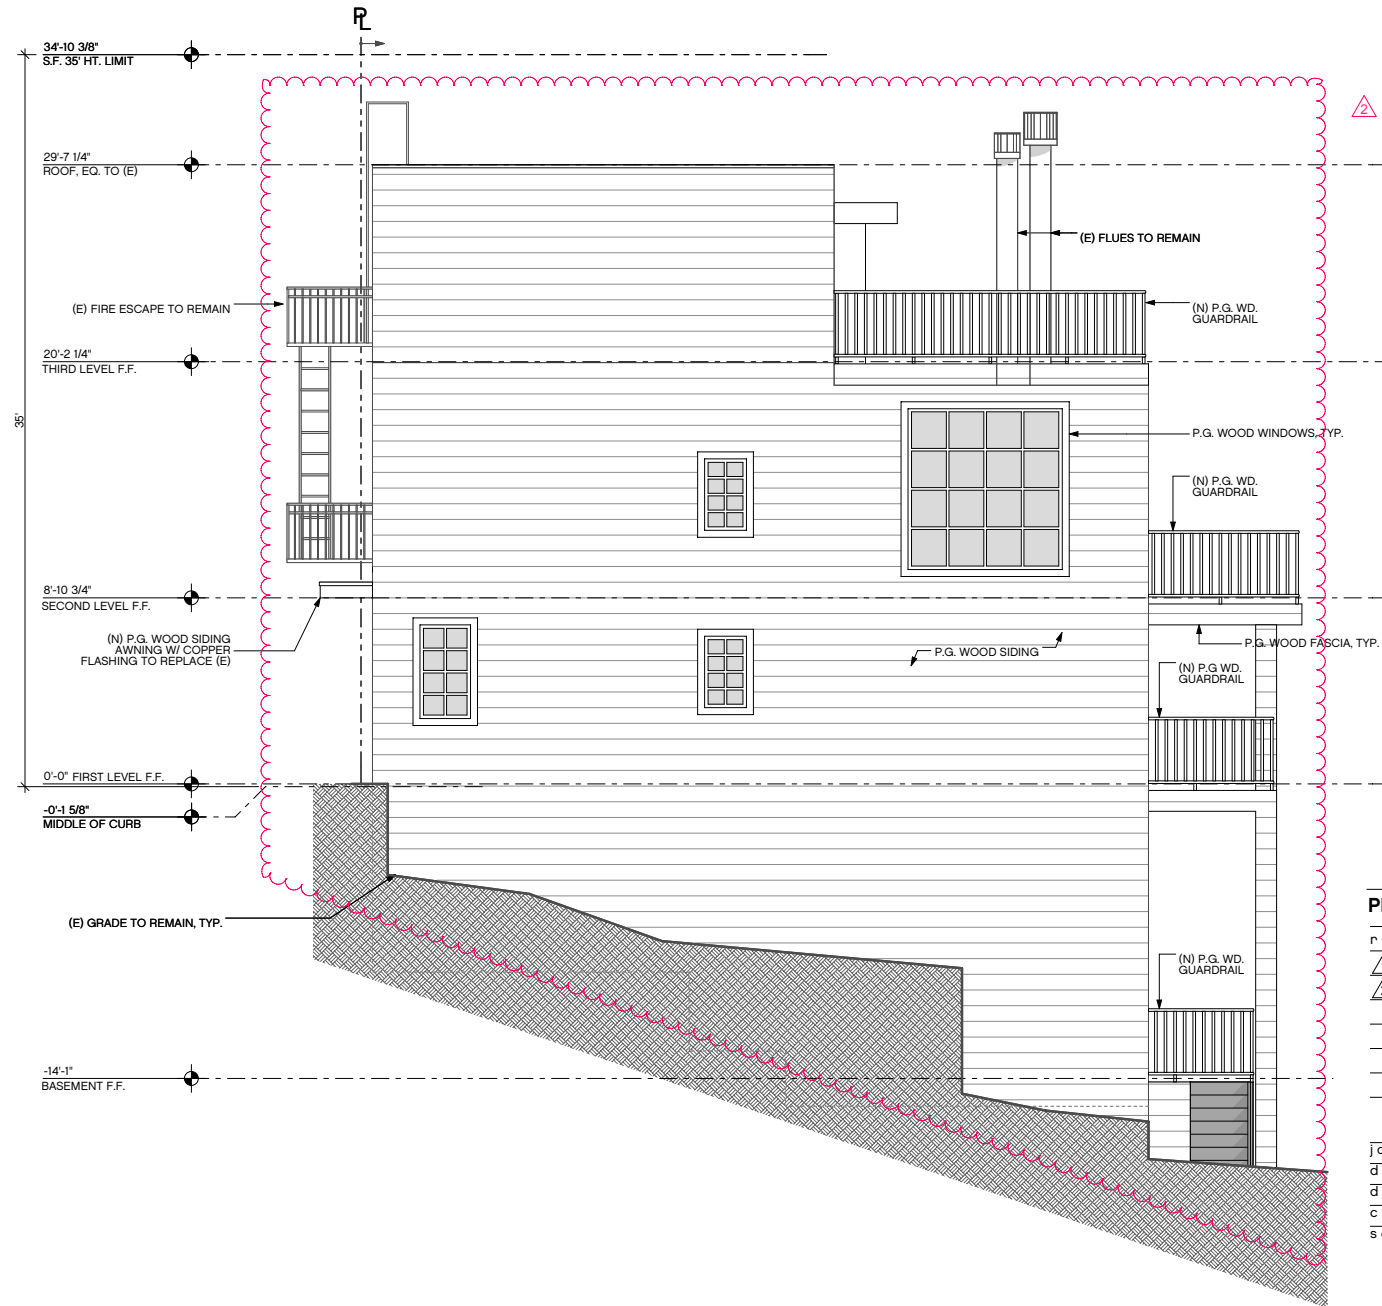 PL
34'-10 3/8"
S.F. 35' HT. LIMIT
2
29'-7 1/4"
ROOF, EQ. TO (E)
(E) FLUES TO REMAIN
(E) FIRE ESCAPE TO REMAIN
(N) P.G. WD.
GUARDRAIL
20'-2 1/4"
THIRD LEVEL F.F.
35'
P.G. WOOD WINDOWS, TYP.
(N) P.G. WD.
GUARDRAIL
8'-10 3/4"
SECOND LEVEL F.F.
(N) P.G. WOOD SIDING
AWNING W/ COPPER
FLASHING TO REPLACE (E)
P.G. WOOD SIDING
P.G. WOOD FASCIA, TYP.
(N) P.G WD.
GUARDRAIL
0'-0" FIRST LEVEL F.F.
-0'-1 5/8"
MIDDLE OF CURB
(E) GRADE TO REMAIN, TYP.
(N) P.G. WD.
GUARDRAIL
-14'-1"
BASEMENT F.F.
r
d
d
c